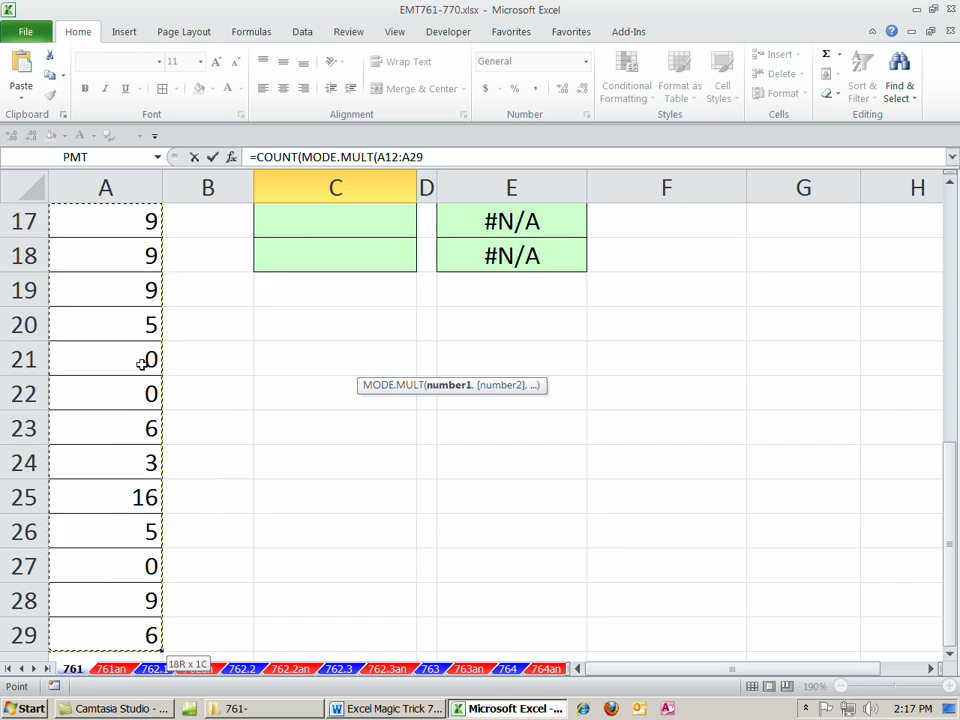 EMT761-770.xlsx - Microsoft Excel
File Home Insert Page Layout Formulas Data Review View Developer Favorites Favorites Add-Ins
Paste
11
General
Wrap Text
Merge & Center
Conditional Formatting
Format as Table
Cell Styles
Insert
Delete
Format
Sort & Filter
Find & Select
Clipboard Font Alignment Number Styles Cells Editing
PMT =COUNT(MODE.MULT(A12:A29
A B C D E F G H
17 9 #N/A
18 9 #N/A
19 9
20 5
21 0
MODE.MULT(number1, [number2], ...)
22 0
23 6
24 3
25 16
26 5
27 0
28 9
29 6
18R x 1C
761 761an 762.1 762.2 762.2an 762.3 762.3an 763 763an 764 764an
Point 190%
Start Camtasia Studio - ... 761- Excel Magic Trick 7... Microsoft Excel -... 2:17 PM